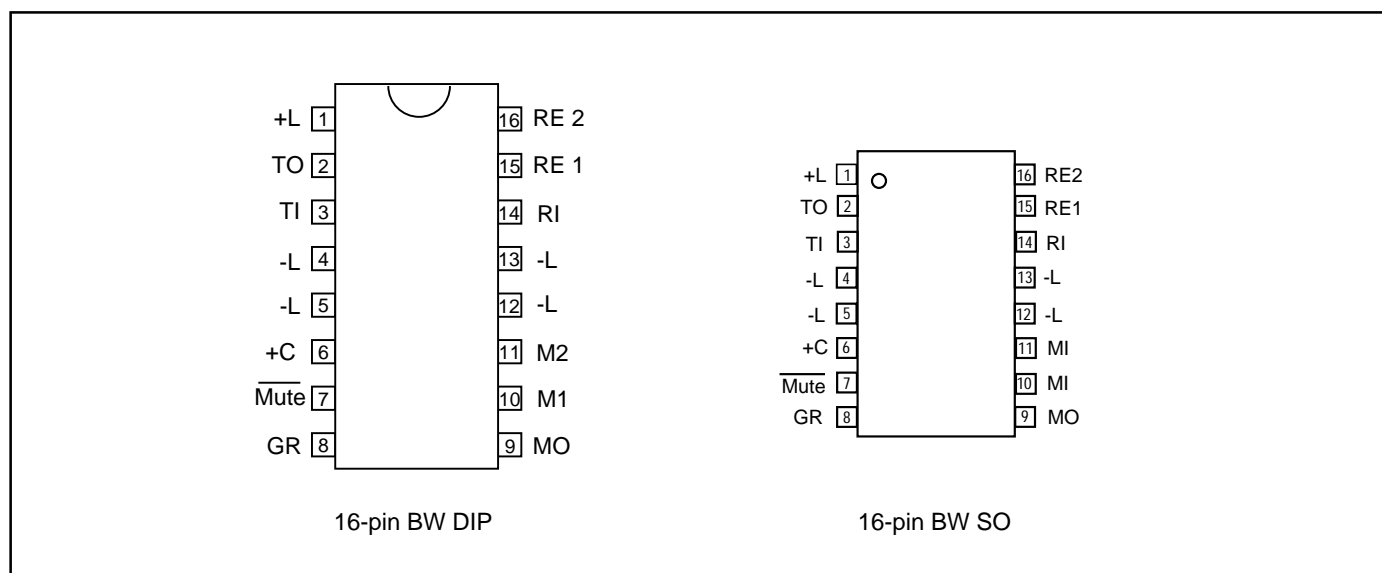 +L 1 16 RE 2
TO 2 15 RE 1
TI 3 14 RI
-L 4 13 -L
-L 5 12 -L
+C 6 11 M2
Mute 7 10 M1
GR 8 9 MO
16-pin BW DIP
+L 1 16 RE2
TO 2 15 RE1
TI 3 14 RI
-L 4 13 -L
-L 5 12 -L
+C 6 11 MI
Mute 7 10 MI
GR 8 9 MO
16-pin BW SO